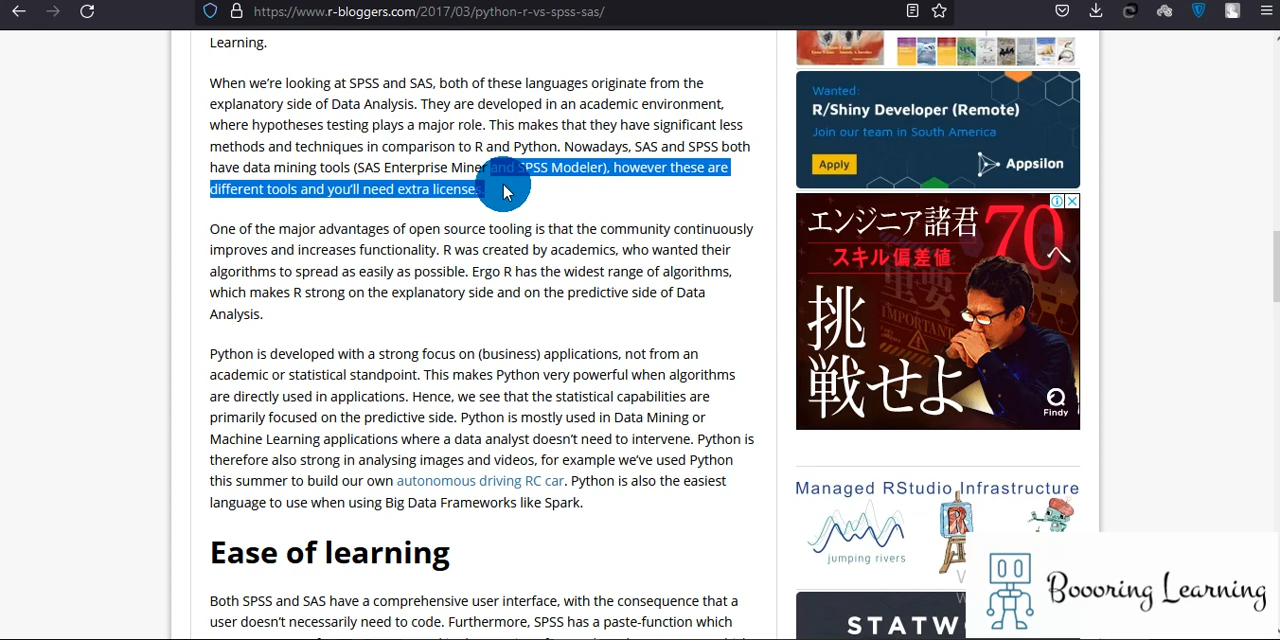 https://www.r-bloggers.com/2017/03/python-r-vs-spss-sas/
Learning.
When we’re looking at SPSS and SAS, both of these languages originate from the
explanatory side of Data Analysis. They are developed in an academic environment,
where hypotheses testing plays a major role. This makes that they have significant less
methods and techniques in comparison to R and Python. Nowadays, SAS and SPSS both
have data mining tools (SAS Enterprise Miner and SPSS Modeler), however these are
different tools and you’ll need extra licenses.
One of the major advantages of open source tooling is that the community continuously
improves and increases functionality. R was created by academics, who wanted their
algorithms to spread as easily as possible. Ergo R has the widest range of algorithms,
which makes R strong on the explanatory side and on the predictive side of Data
Analysis.
Python is developed with a strong focus on (business) applications, not from an
academic or statistical standpoint. This makes Python very powerful when algorithms
are directly used in applications. Hence, we see that the statistical capabilities are
primarily focused on the predictive side. Python is mostly used in Data Mining or
Machine Learning applications where a data analyst doesn’t need to intervene. Python is
therefore also strong in analysing images and videos, for example we’ve used Python
this summer to build our own autonomous driving RC car. Python is also the easiest
language to use when using Big Data Frameworks like Spark.
Ease of learning
Both SPSS and SAS have a comprehensive user interface, with the consequence that a
user doesn’t necessarily need to code. Furthermore, SPSS has a paste-function which
Wanted:
R/Shiny Developer (Remote)
Join our team in South America
Apply
Appsilon
エンジニア諸君
スキル偏差値
70へ
重要
IMPORTANT
挑
戦せよ
Findy
Managed RStudio Infrastructure
R
jumping rivers
Boooring Learning
STATW